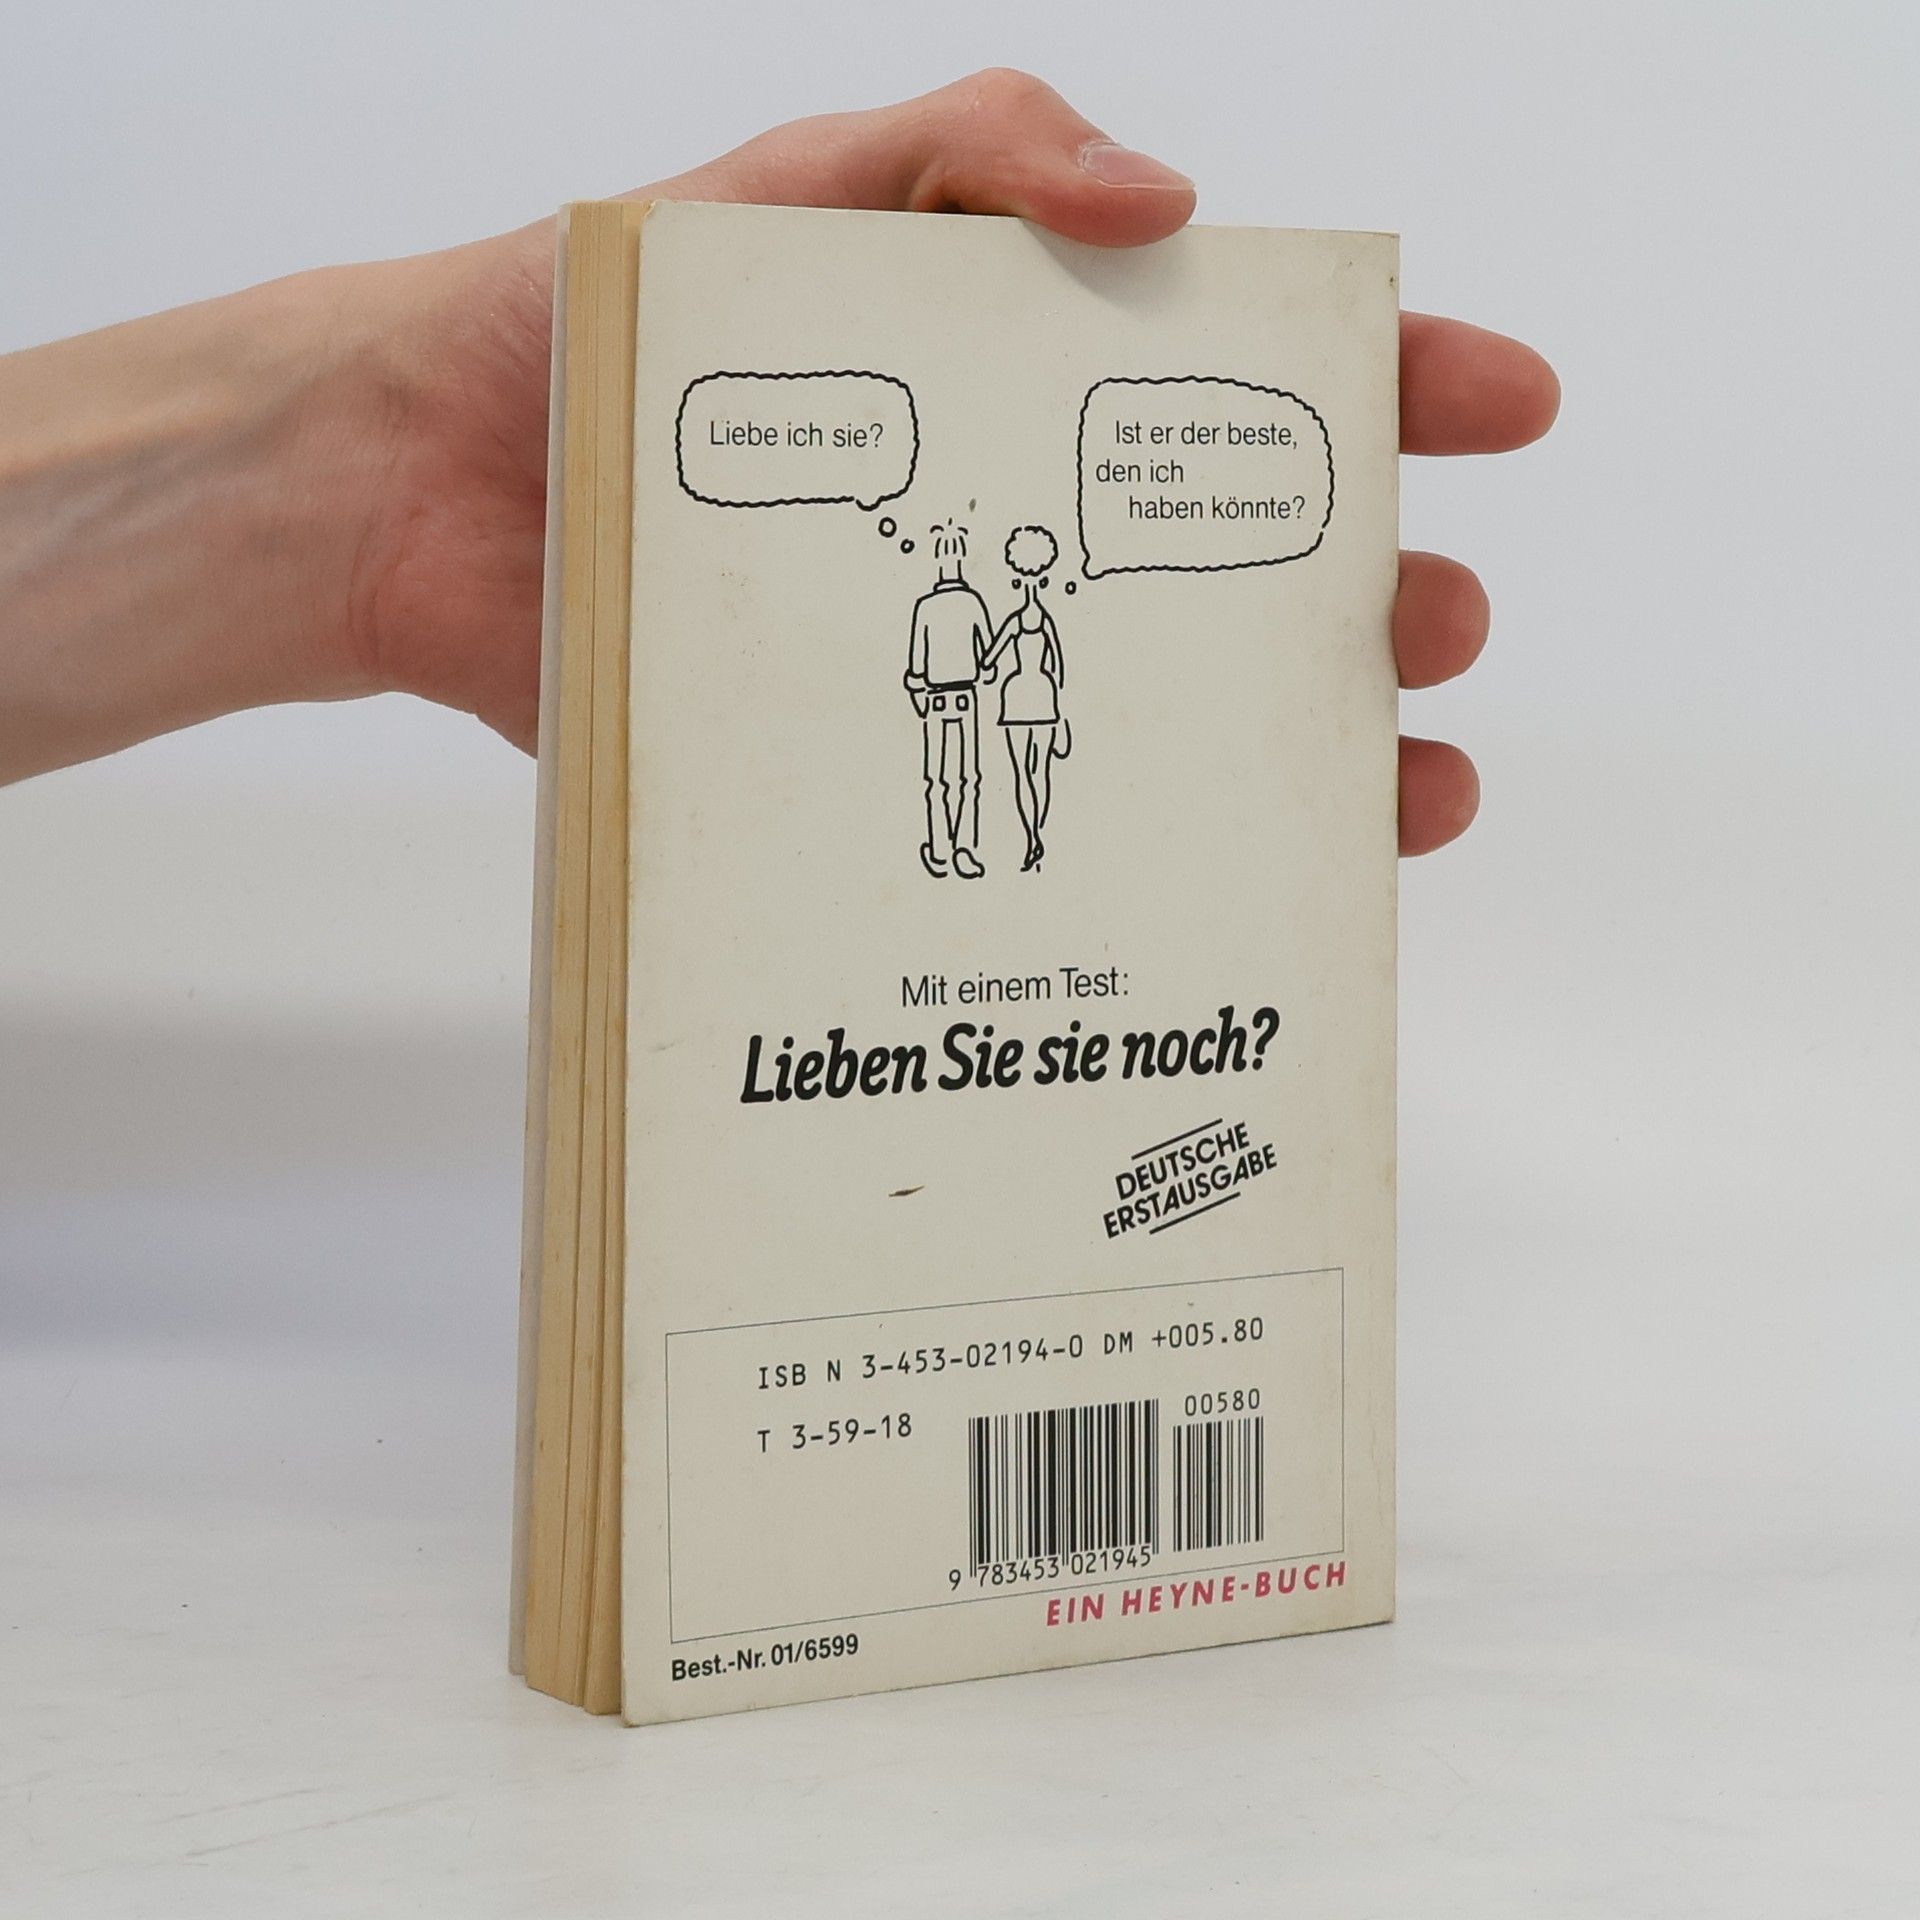 Liebe ich sie?
Ist er der beste,
den ich
haben könnte?
Mit einem Test:
Lieben Sie sie noch?
DEUTSCHE
ERSTAUSGABE
ISB N 3-453-02194-0 DM +005.80
T 3-59-18
00580
9 783453 021945
EIN HEYNE-BUCH
Best.-Nr. 01/6599